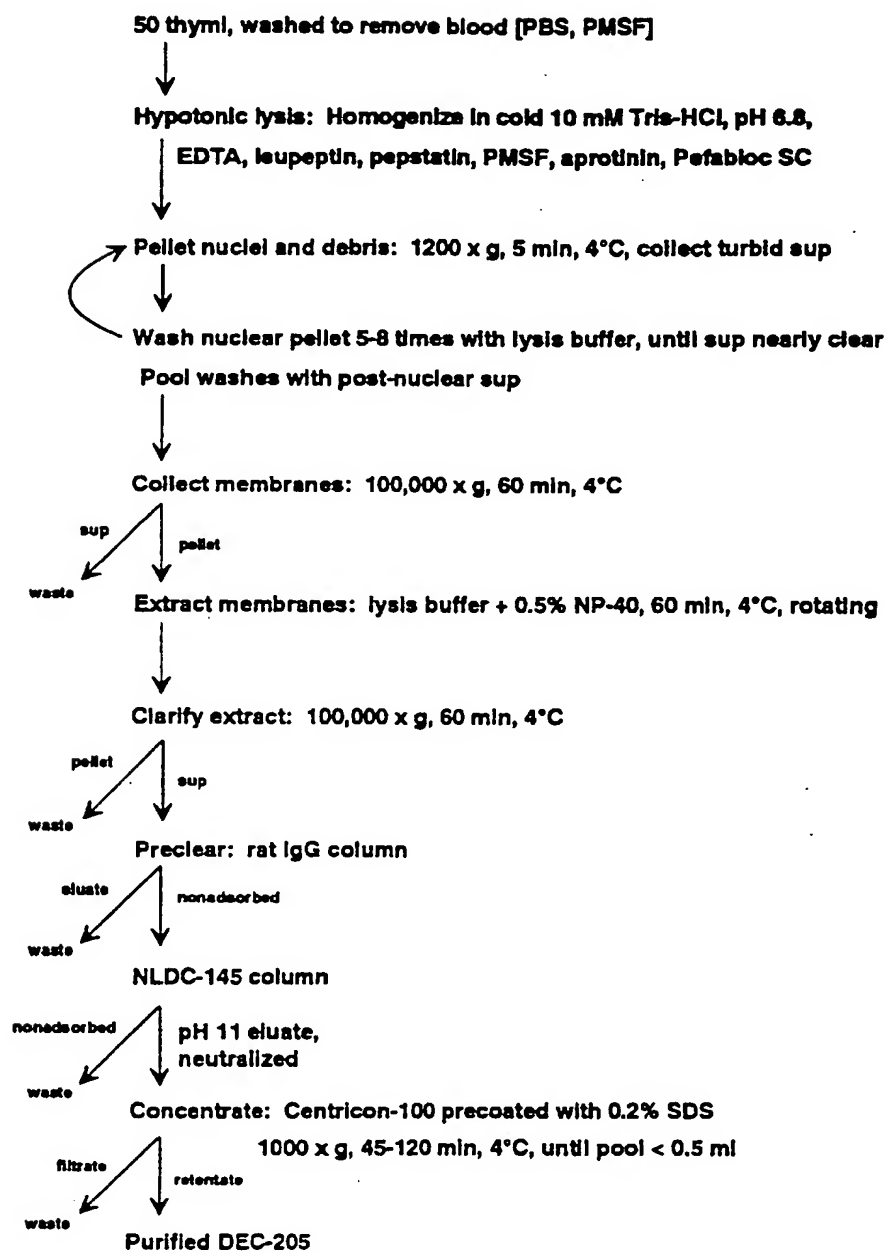 50 thymi, washed to remove blood [PBS, PMSF]
Hypotonic lysis: Homogenize in cold 10 mM Tris-HCl, pH 6.8,
EDTA, leupeptin, pepstatin, PMSF, aprotinin, Pefabloc SC
Pellet nuclei and debris: 1200 x g, 5 min, 4°C, collect turbid sup
Wash nuclear pellet 5-8 times with lysis buffer, until sup nearly clear
Pool washes with post-nuclear sup
Collect membranes: 100,000 x g, 60 min, 4°C
sup
pellet
waste
Extract membranes: lysis buffer + 0.5% NP-40, 60 min, 4°C, rotating
Clarify extract: 100,000 x g, 60 min, 4°C
pellet
sup
waste
Preclear: rat IgG column
eluate
nonadsorbed
waste
NLDC-145 column
nonadsorbed
pH 11 eluate,
neutralized
waste
Concentrate: Centricon-100 precoated with 0.2% SDS
1000 x g, 45-120 min, 4°C, until pool < 0.5 ml
filtrate
retentate
waste
Purified DEC-205